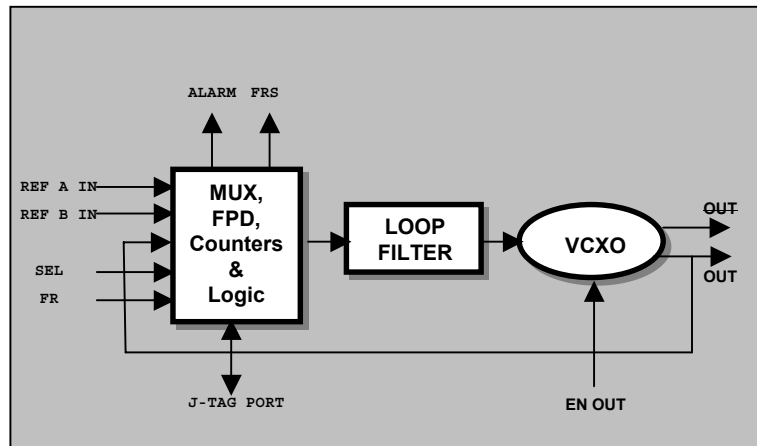 ALARM FRS
REF A IN
REF B IN
SEL
FR
MUX,
FPD,
Counters
&
Logic
LOOP
FILTER
VCXO
OUT
OUT
J-TAG PORT
EN OUT